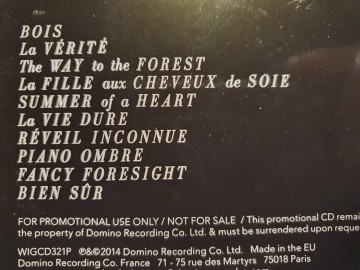 BOIS
La VÉRITÉ
The WAY to the FOREST
La FILLE aux CHEVEUX de SOIE
SUMMER of a HEART
La VIE DURE
RÉVEIL INCONNUE
PIANO OMBRE
FANCY FORESIGHT
BIEN SÛR
FOR PROMOTIONAL USE ONLY / NOT FOR SALE / This promotional CD remai
the property of Domino Recording Co. Ltd. & must be surrendered upon reque
WIGCD321P ℗&©2014 Domino Recording Co. Ltd. Made in the EU
Domino Recording Co. France 71 - 75 rue des Martyrs 75018 Paris